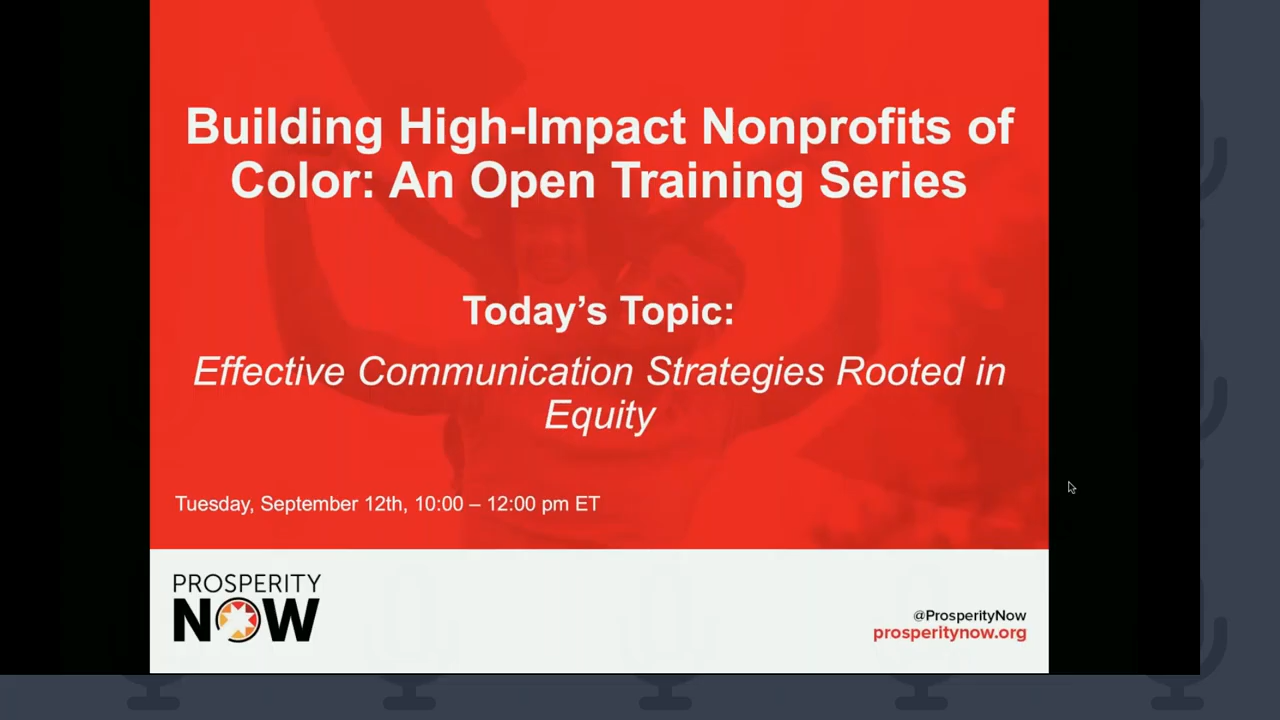 Building High-Impact Nonprofits of
Color: An Open Training Series
Today’s Topic:
Effective Communication Strategies Rooted in
Equity
Tuesday, September 12th, 10:00 – 12:00 pm ET
PROSPERITY
NOW
@ProsperityNow
prosperitynow.org